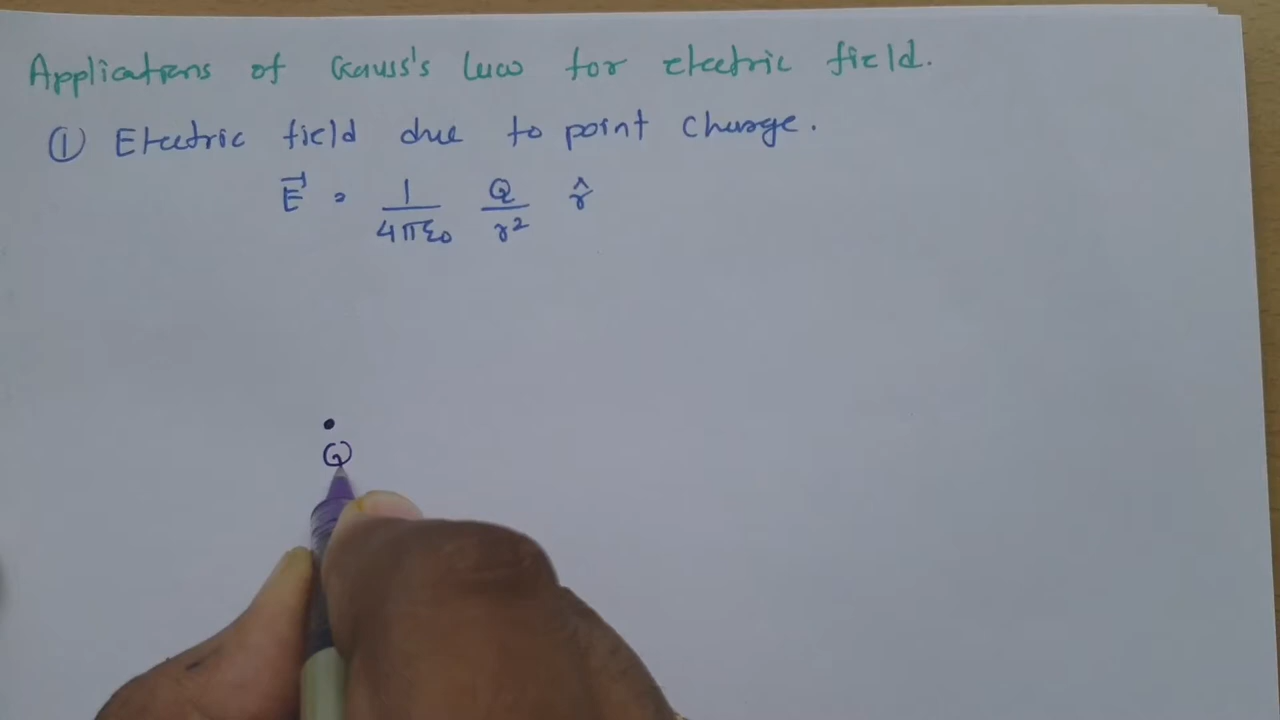 Applications of Gauss's law for electric field.
① Electric field due to point charge.
E⃗ = 1/4πε₀ Q/r² r̂
Q